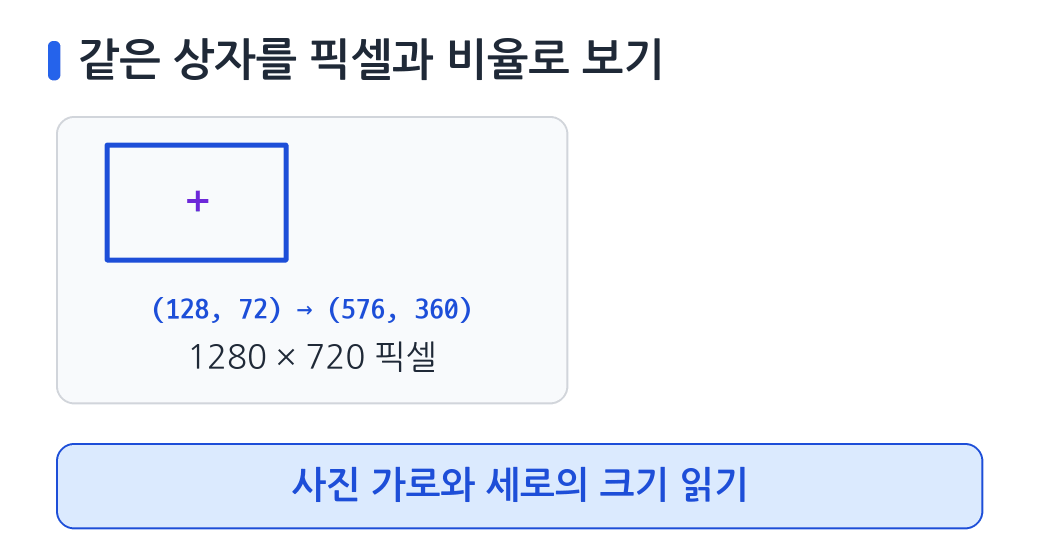 같은 상자를 픽셀과 비율로 보기
+
(128, 72) → (576, 360)
1280 × 720 픽셀
사진 가로와 세로의 크기 읽기